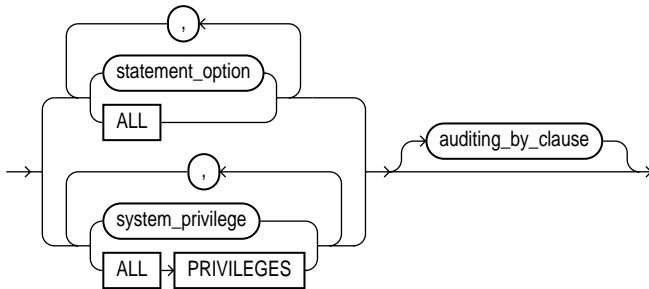 ,
statement_option
ALL
auditing_by_clause
,
system_privilege
ALL PRIVILEGES